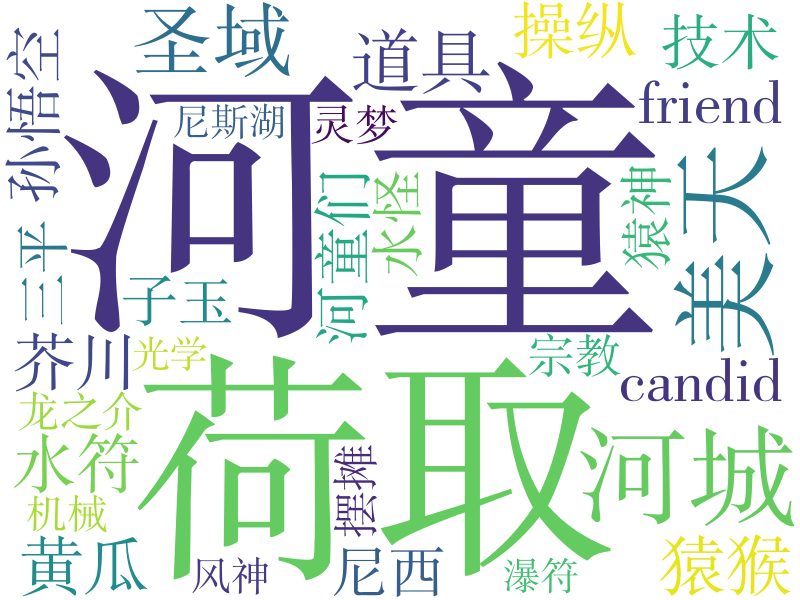 圣域
道具
操纵
技术
孙悟空
河童
尼斯湖
灵梦
friend
河童们
水怪
猿神
美天
三平
子玉
芥川
光学
宗教
candid
荷取
龙之介
水符
河城
机械
摆摊
黄瓜
风神
尼西
瀑符
猿猴